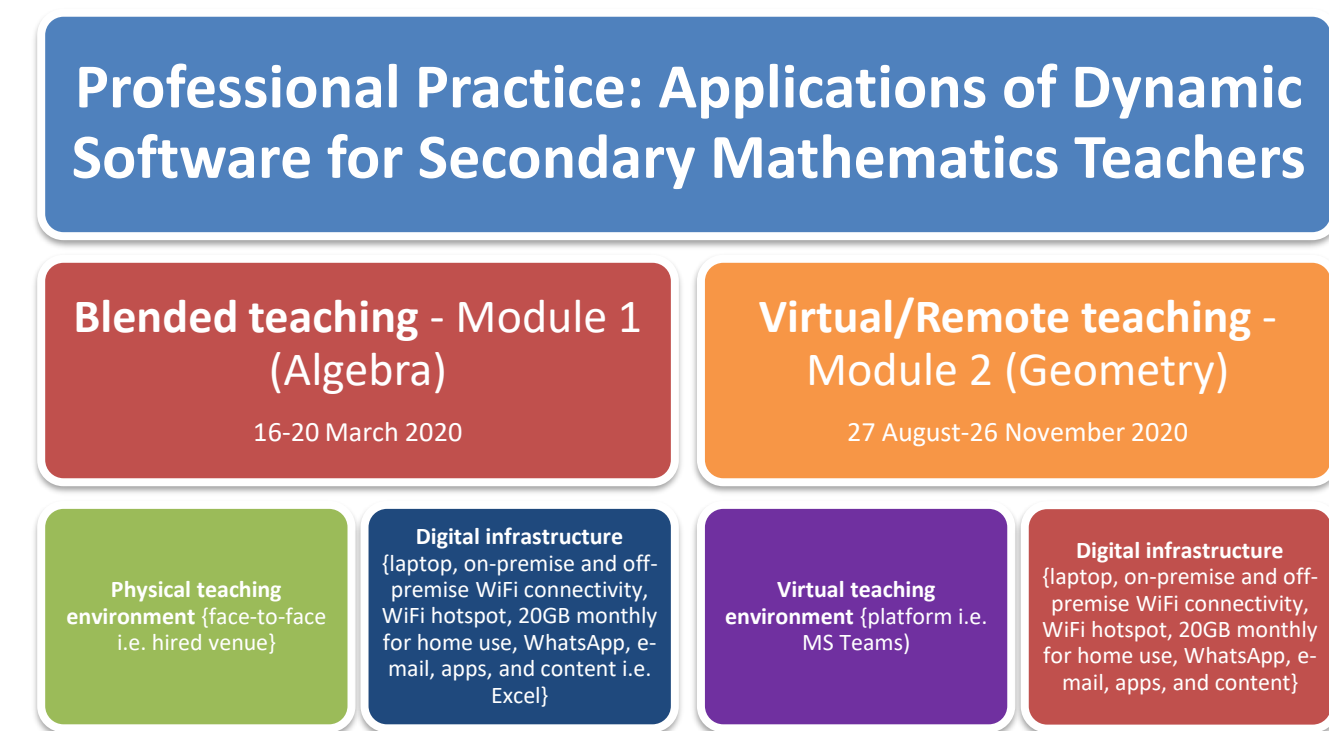 Professional Practice: Applications of Dynamic
Software for Secondary Mathematics Teachers
Blended teaching - Module 1
(Algebra)
16-20 March 2020
Virtual/Remote teaching -
Module 2 (Geometry)
27 August-26 November 2020
Physical teaching
environment {face-to-face
i.e. hired venue}
Digital infrastructure
{laptop, on-premise and off-
premise WiFi connectivity,
WiFi hotspot, 20GB monthly
for home use, WhatsApp, e-
mail, apps, and content i.e.
Excel}
Virtual teaching
environment {platform i.e.
MS Teams)
Digital infrastructure
{laptop, on-premise and off-
premise WiFi connectivity,
WiFi hotspot, 20GB monthly
for home use, WhatsApp, e-
mail, apps, and content}